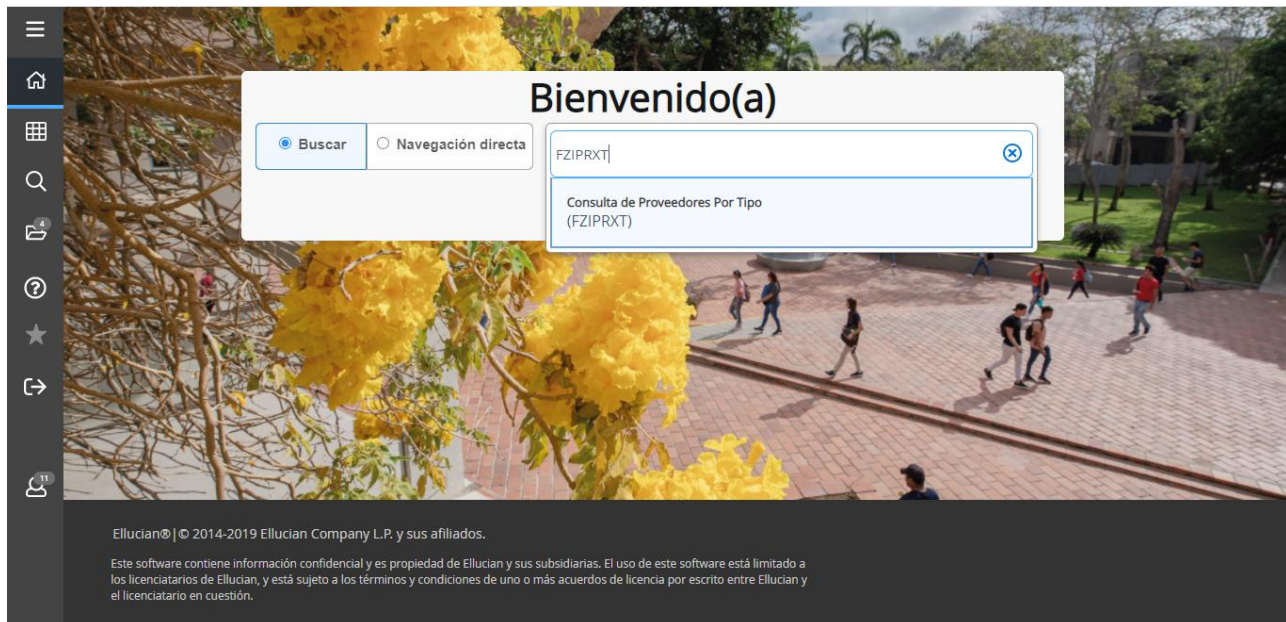 Bienvenido(a)
Buscar
Navegación directa
FZIPRXT
Consulta de Proveedores Por Tipo
(FZIPRXT)
4
11
Ellucian®|© 2014-2019 Ellucian Company L.P. y sus afiliados.
Este software contiene información confidencial y es propiedad de Ellucian y sus subsidiarias. El uso de este software está limitado a
los licenciatarios de Ellucian, y está sujeto a los términos y condiciones de uno o más acuerdos de licencia por escrito entre Ellucian y
el licenciatario en cuestión.